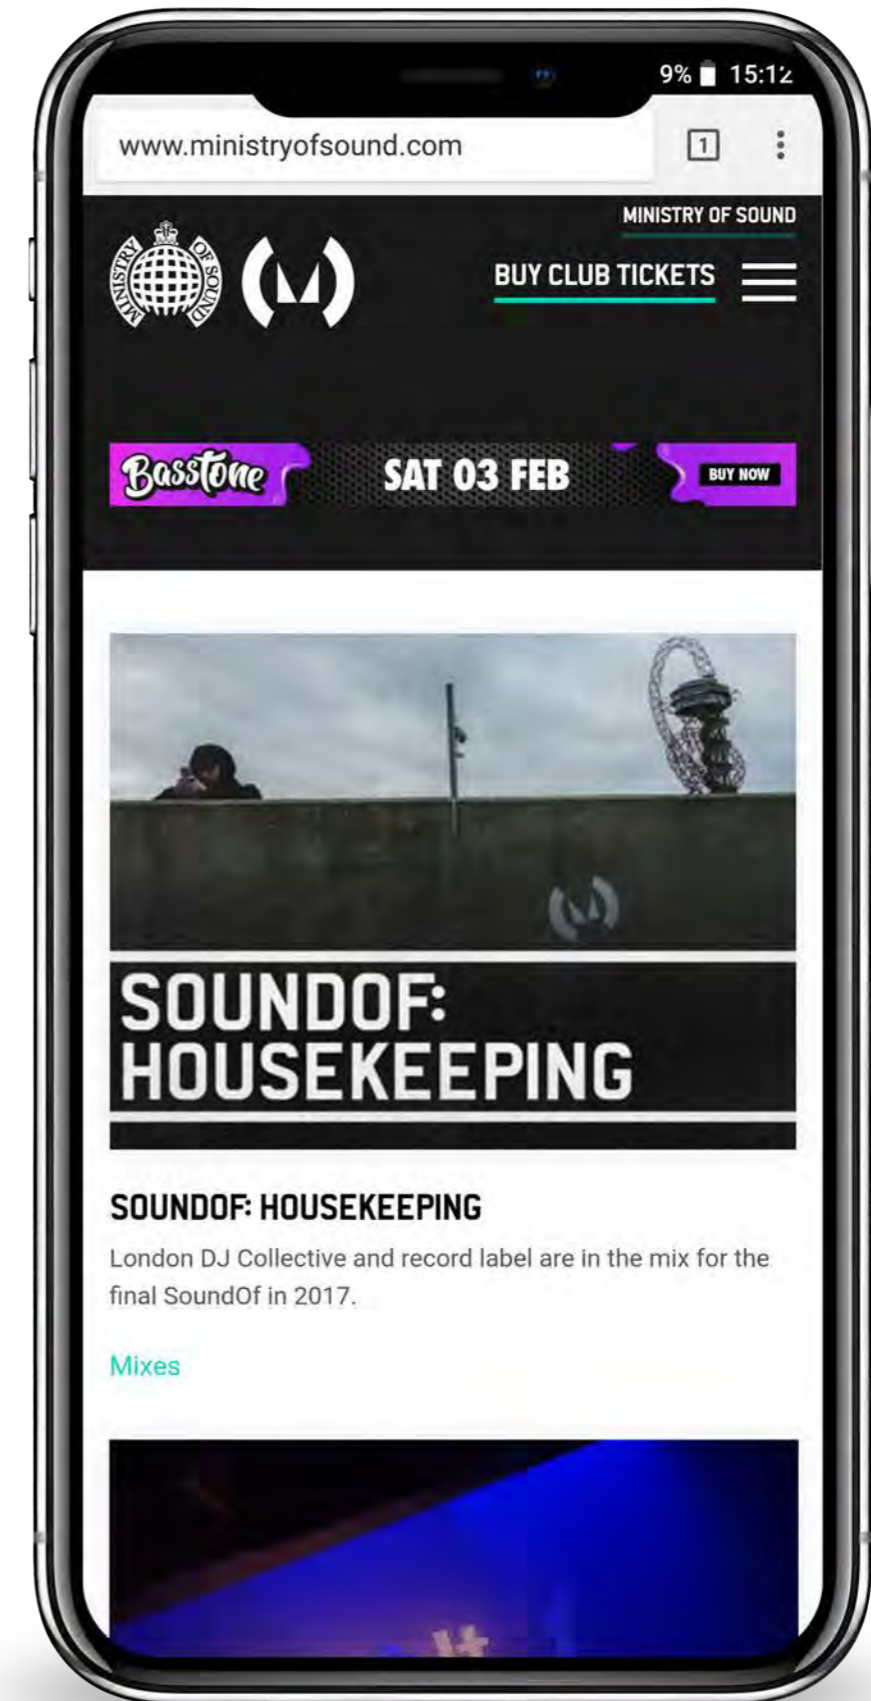 9% 15:12
www.ministryofsound.com 1
MINISTRY OF SOUND
MINISTRY OF SOUND
BUY CLUB TICKETS
Basstone SAT 03 FEB BUY NOW
SOUNDOF:
HOUSEKEEPING
SOUNDOF: HOUSEKEEPING
London DJ Collective and record label are in the mix for the
final SoundOf in 2017.
Mixes